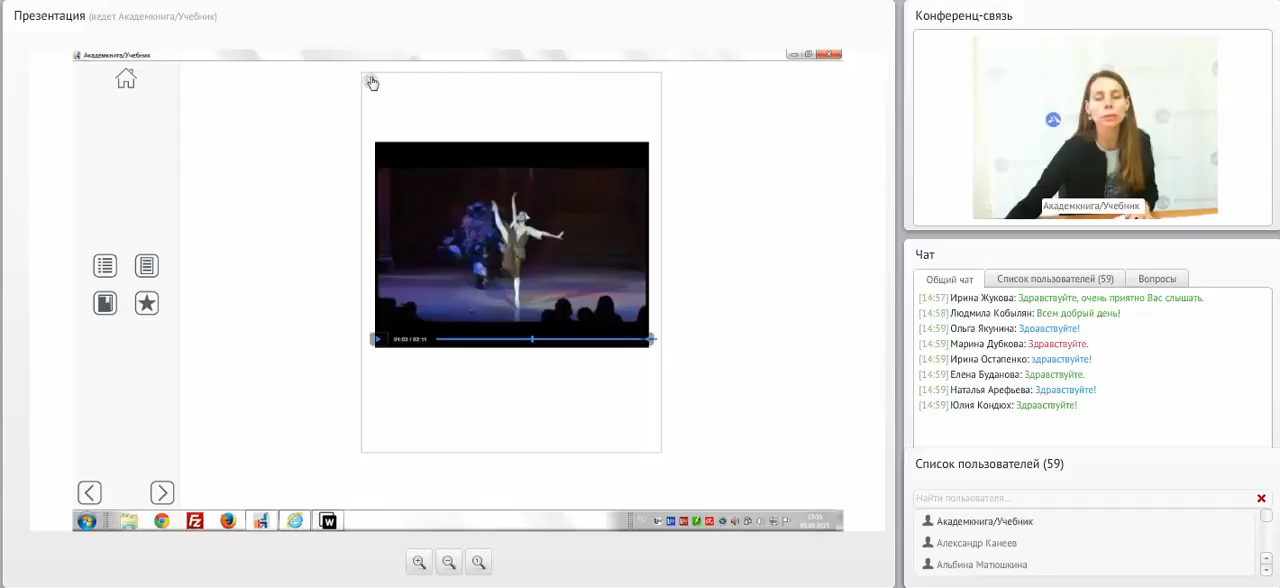 Презентация (ведет Академкнига/Учебник)
Академкнига/Учебник
01:03 / 02:11
W
Конференц-связь
Академкнига/Учебник
Чат
Общий чат Список пользователей (59) Вопросы
[14:57] Ирина Жукова: Здравствуйте, очень приятно Вас слышать.
[14:58] Людмила Кобылян: Всем добрый день!
[14:59] Ольга Якунина: Здоавствуйте!
[14:59] Марина Дубкова: Здравствуйте.
[14:59] Ирина Остапенко: здравствуйте!
[14:59] Елена Буданова: Здравствуйте.
[14:59] Наталья Арефьева: Здравствуйте!
[14:59] Юлия Кондюх: Здравствуйте!
Список пользователей (59)
Найти пользователя...
Академкнига/Учебник
Александр Канеев
Альбина Матюшкина